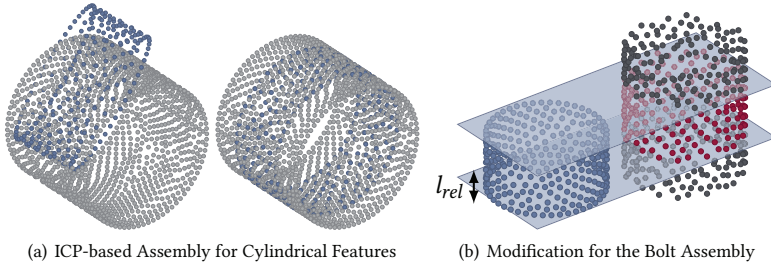 l_rel
(a) ICP-based Assembly for Cylindrical Features
(b) Modification for the Bolt Assembly